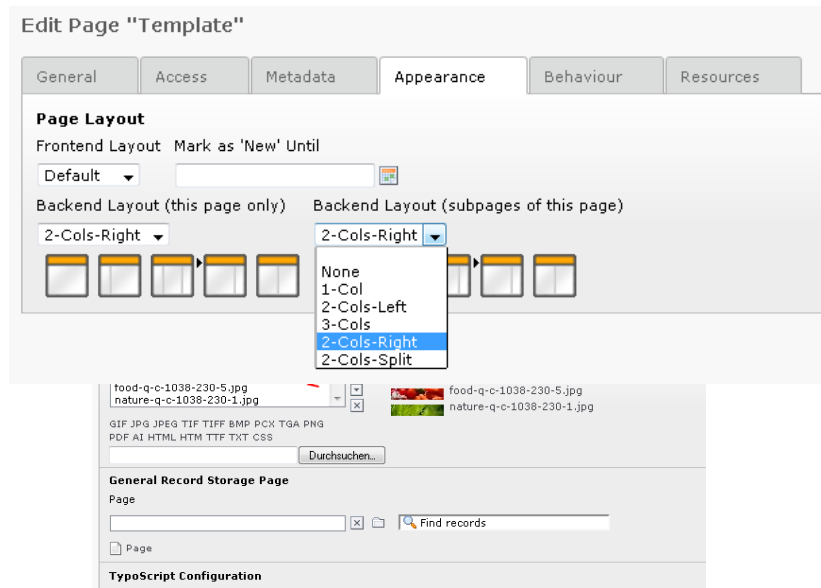 Edit Page "Template"
General Access Metadata Appearance Behaviour Resources
Page Layout
Frontend Layout Mark as 'New' Until
Default
Backend Layout (this page only) Backend Layout (subpages of this page)
2-Cols-Right 2-Cols-Right
None
1-Col
2-Cols-Left
3-Cols
2-Cols-Right
2-Cols-Split
food-q-c-1038-230-5.jpg food-q-c-1038-230-5.jpg
nature-q-c-1038-230-1.jpg nature-q-c-1038-230-1.jpg
GIF JPG JPEG TIF TIFF BMP PCX TGA PNG
PDF AI HTML HTM TTF TXT CSS
Durchsuchen...
General Record Storage Page
Page
Find records
Page
TypoScript Configuration